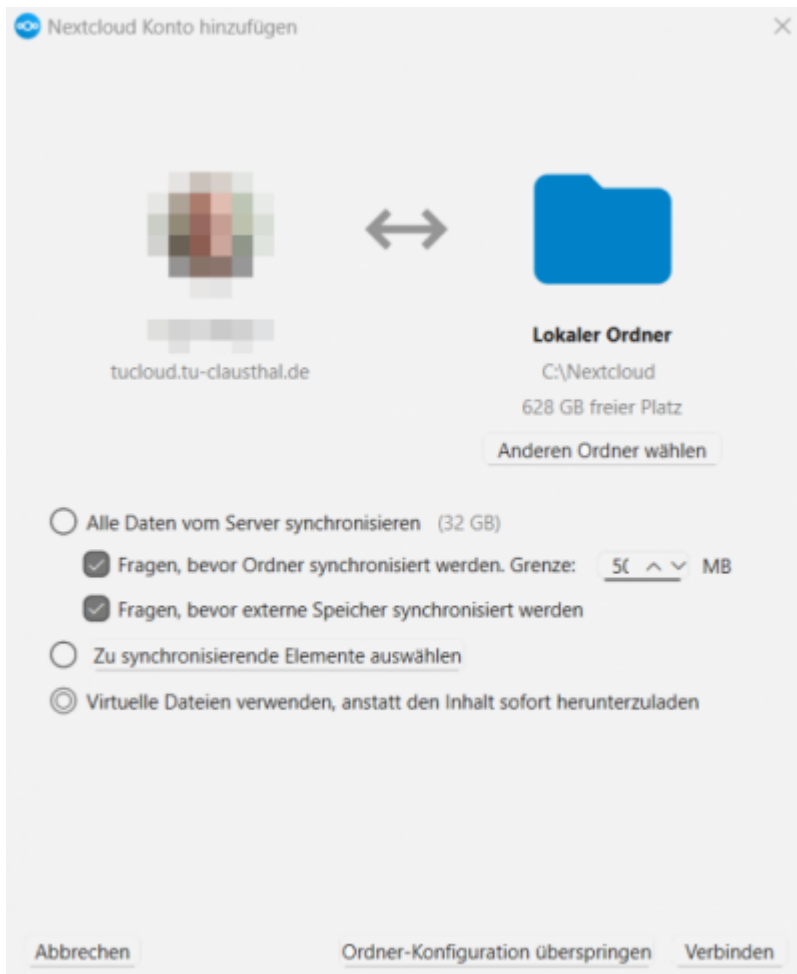 Nextcloud Konto hinzufügen
tucloud.tu-clausthal.de
Lokaler Ordner
C:\Nextcloud
628 GB freier Platz
Anderen Ordner wählen
Alle Daten vom Server synchronisieren (32 GB)
Fragen, bevor Ordner synchronisiert werden. Grenze: MB
Fragen, bevor externe Speicher synchronisiert werden
Zu synchronisierende Elemente auswählen
Virtuelle Dateien verwenden, anstatt den Inhalt sofort herunterzuladen
Abbrechen Ordner-Konfiguration überspringen Verbinden